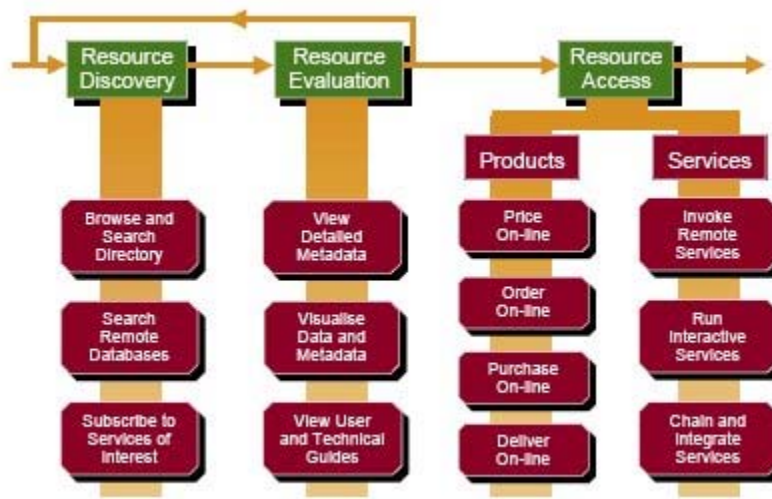 Resource
Discovery
Resource
Evaluation
Resource
Access
Products
Services
Browse and
Search
Directory
Search
Remote
Databases
Subscribe to
Services of
Interest
View
Detailed
Metadata
Visualise
Data and
Metadata
View User
and Technical
Guides
Price
On-line
Order
On-line
Purchase
On-line
Deliver
On-line
Invoke
Remote
Services
Run
Interactive
Services
Chain and
Integrate
Services